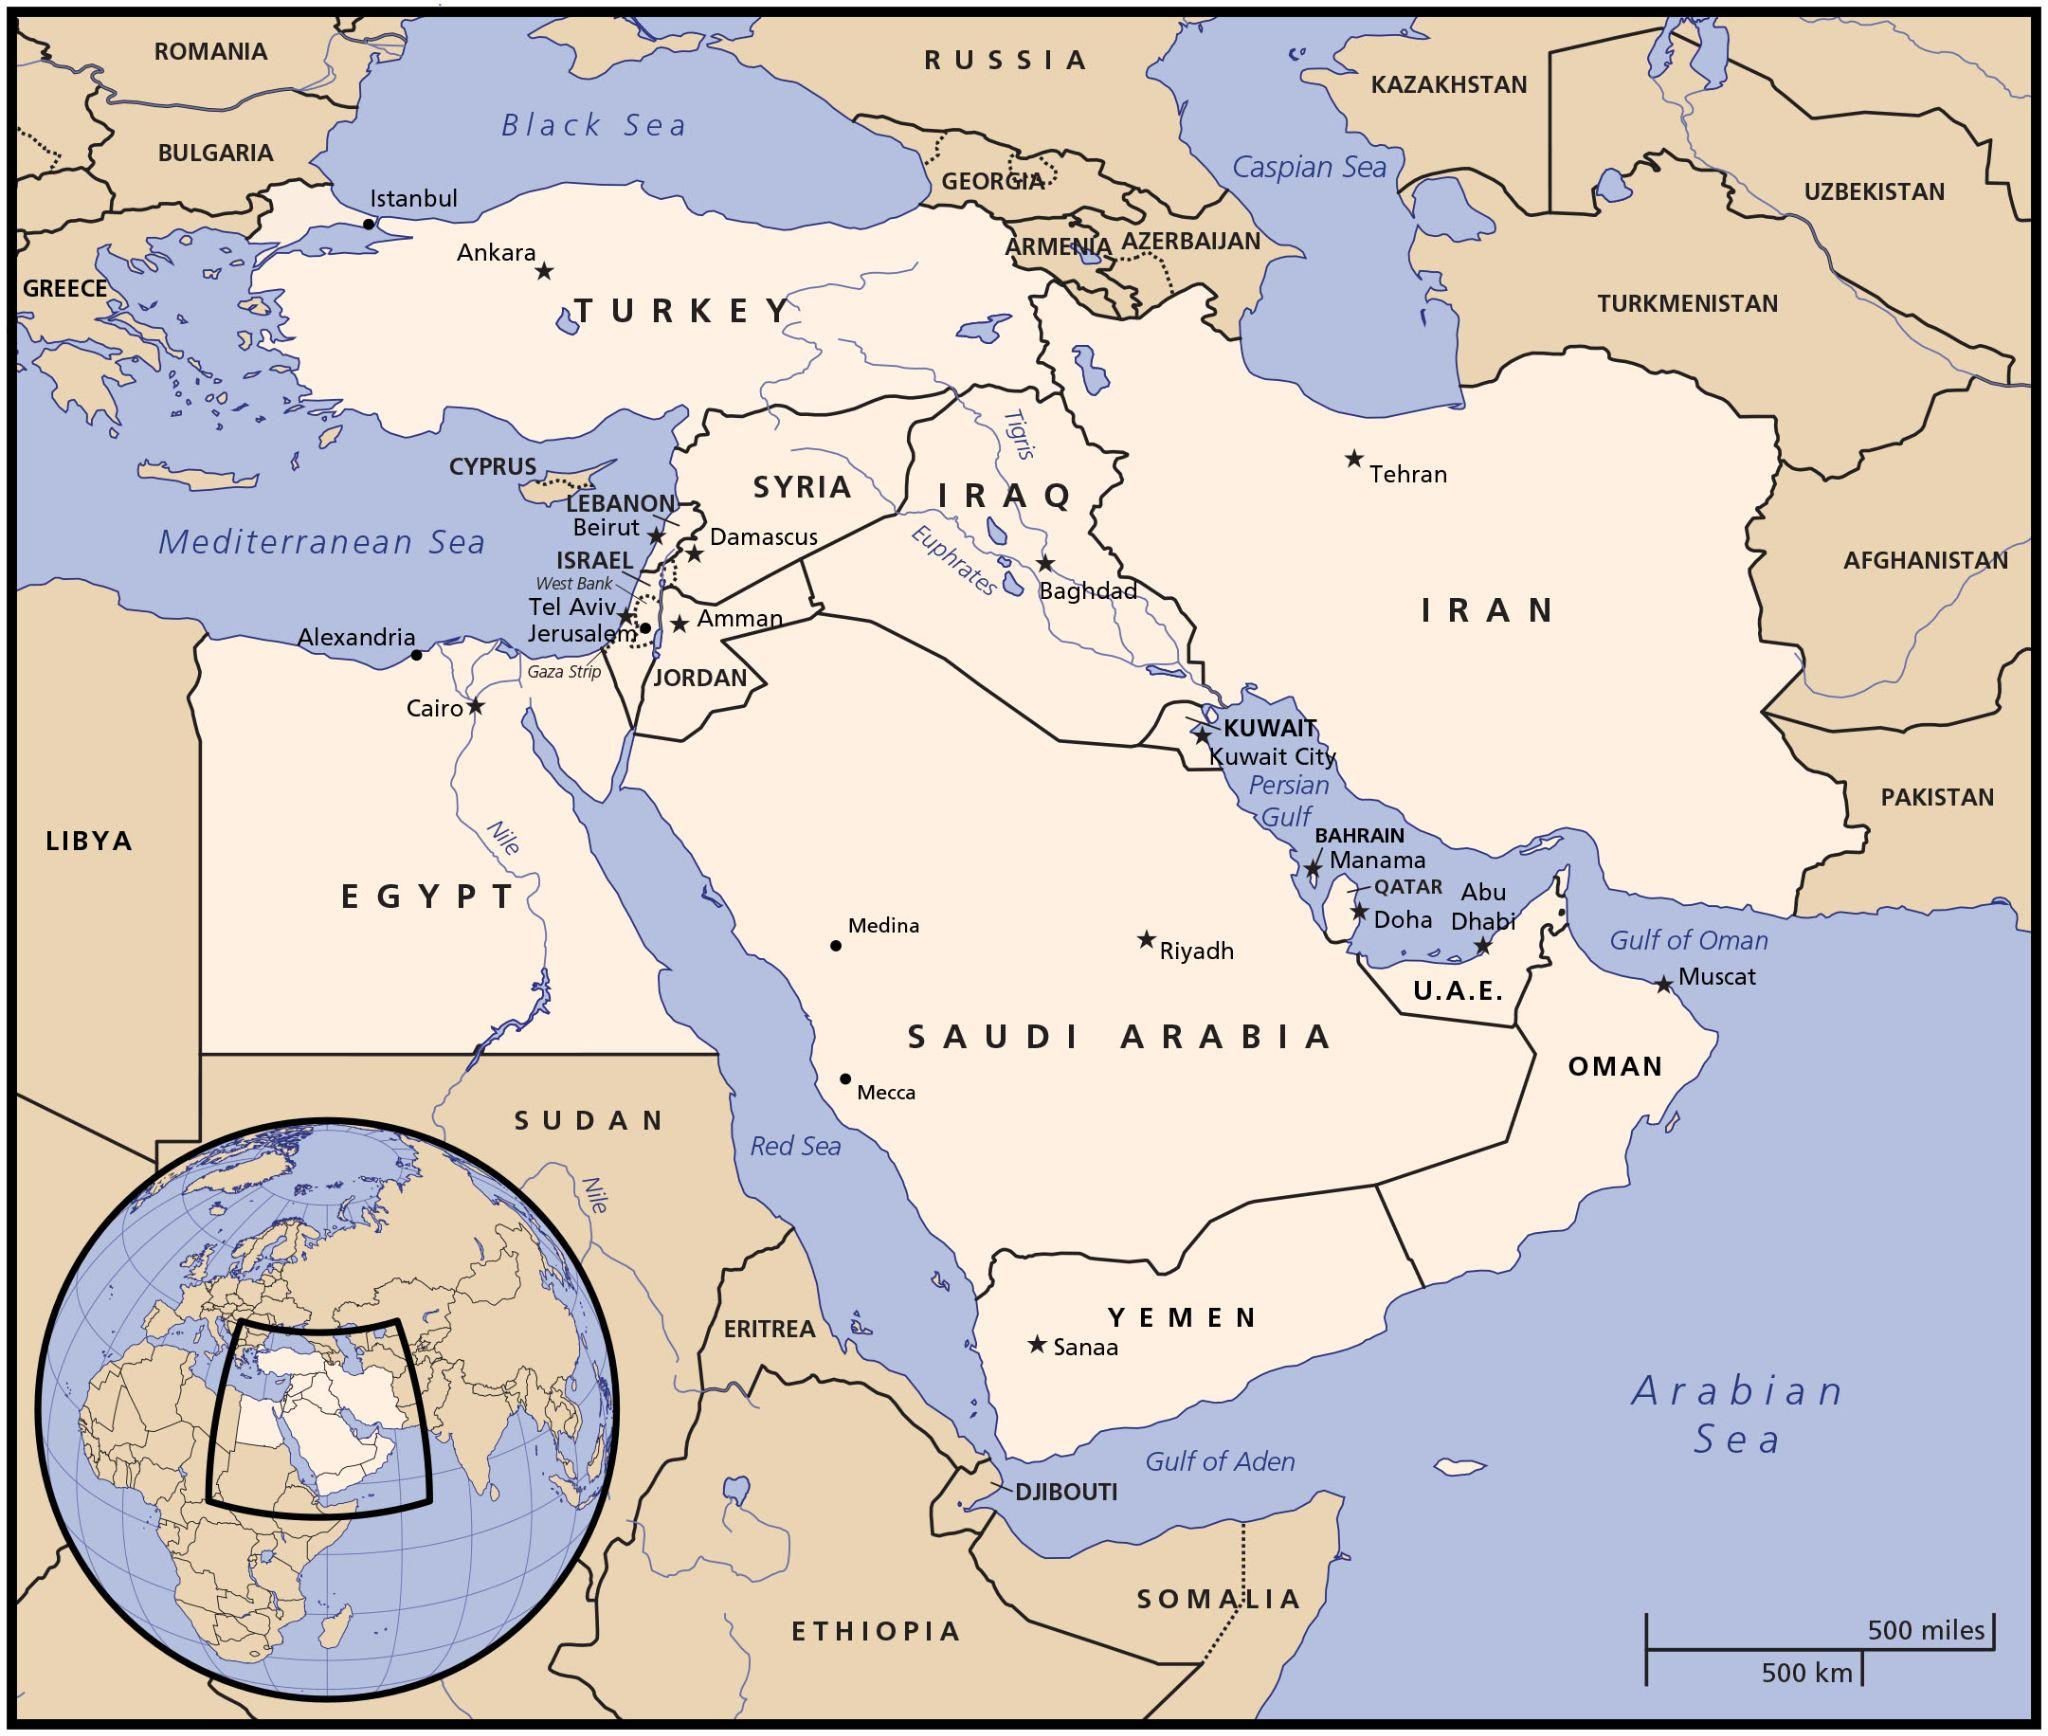 ROMANIA
RUSSIA
KAZAKHSTAN
Black Sea
BULGARIA
Caspian Sea
GEORGIA
UZBEKISTAN
Istanbul
Ankara
ARMENIA
AZERBAIJAN
GREECE
TURKEY
TURKMENISTAN
Tigris
CYPRUS
SYRIA
IRAQ
Tehran
LEBANON
Beirut
Damascus
Mediterranean Sea
ISRAEL
Euphrates
AFGHANISTAN
West Bank
Baghdad
Tel Aviv
Amman
IRAN
Alexandria
Jerusalem
Gaza Strip
JORDAN
Cairo
KUWAIT
Kuwait City
Persian
Gulf
PAKISTAN
LIBYA
Nile
BAHRAIN
Manama
EGYPT
QATAR
Abu
Dhabi
Doha
Medina
Riyadh
Gulf of Oman
Muscat
U.A.E.
SAUDI ARABIA
OMAN
Mecca
SUDAN
Red Sea
Nile
ERITREA
YEMEN
Sanaa
Arabian
Sea
Gulf of Aden
DJIBOUTI
SOMALIA
ETHIOPIA
500 miles
500 km